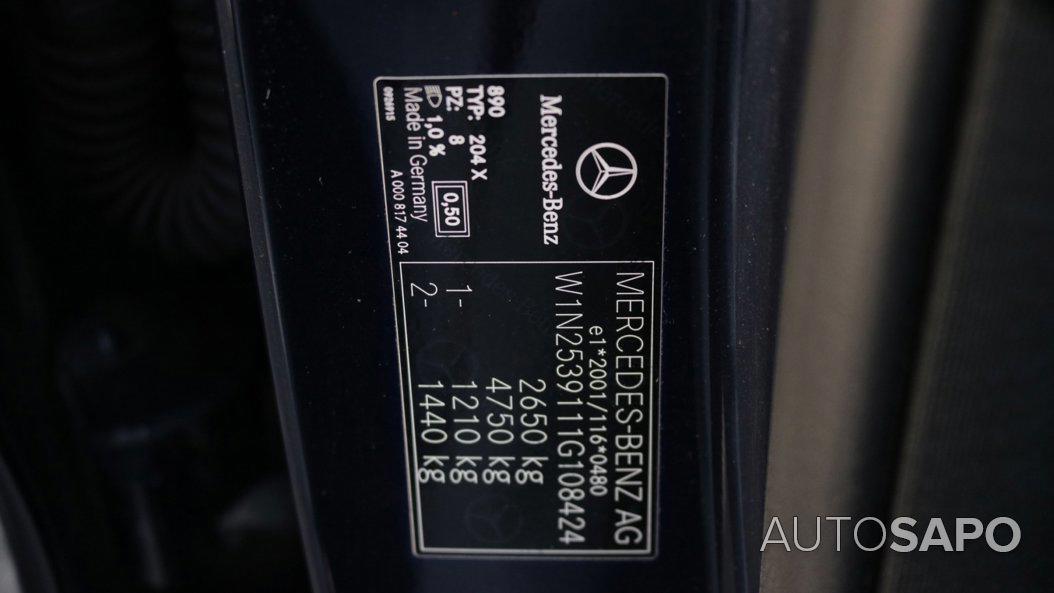 Mercedes-Benz
890
TYP: 204 X
PZ: 8
1,0 %
0,50
Made in Germany
A 000 817 44 04
0926915
MERCEDES-BENZ AG
e1*2001/116*0480
W1N2539111G108424
2650 kg
4750 kg
1- 1210 kg
2- 1440 kg
AUTOSAPO